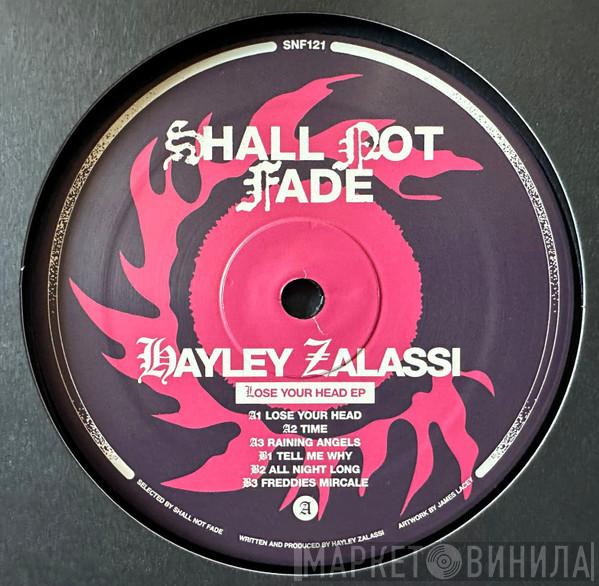 SNF121
SHALL NOT
FADE
HAYLEY ZALASSI
LOSE YOUR HEAD EP
A1 LOSE YOUR HEAD
A2 TIME
A3 RAINING ANGELS
B1 TELL ME WHY
B2 ALL NIGHT LONG
B3 FREDDIES MIRCALE
A
SELECTED BY SHALL NOT FADE
WRITTEN AND PRODUCED BY HAYLEY ZALASSI
ARTWORK BY JAMES LACEY
МАРКЕТ ВИНИЛА